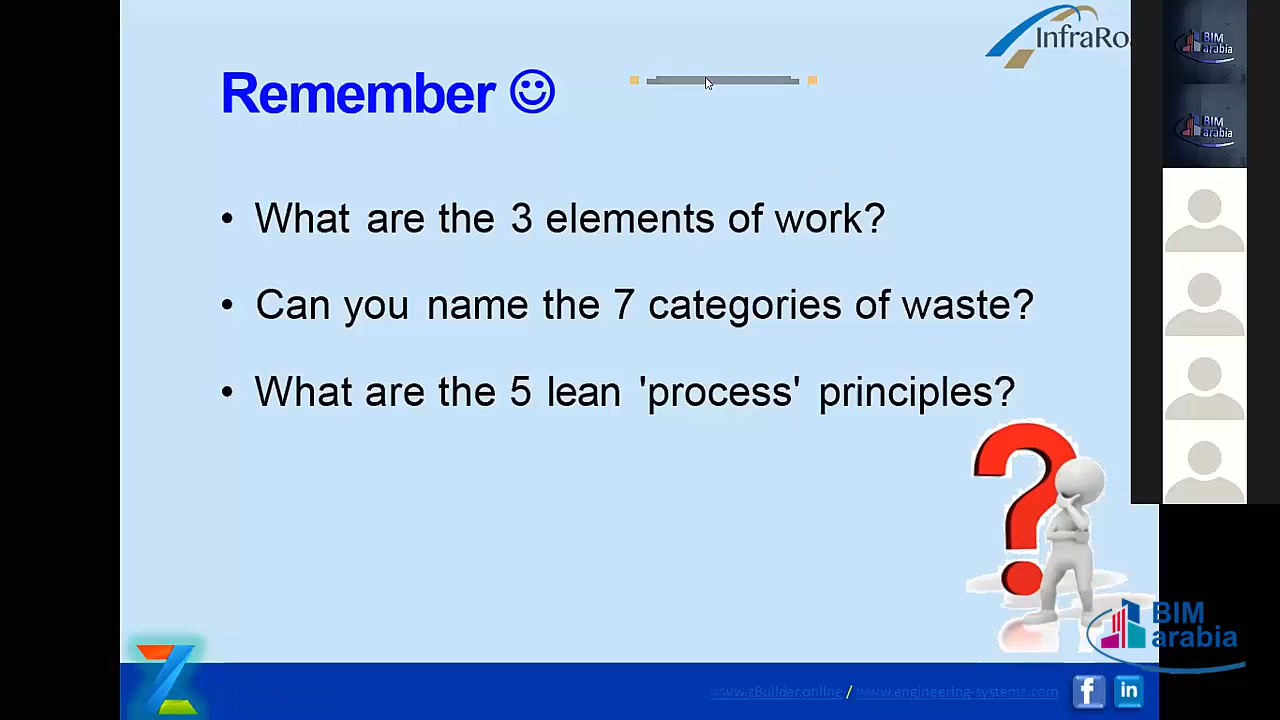 InfraRo
BIM
arabia
BIM
arabia
Remember
• What are the 3 elements of work?
• Can you name the 7 categories of waste?
• What are the 5 lean 'process' principles?
BIM
arabia
www.zBuilder.online / www.engineering-systems.com
f
in